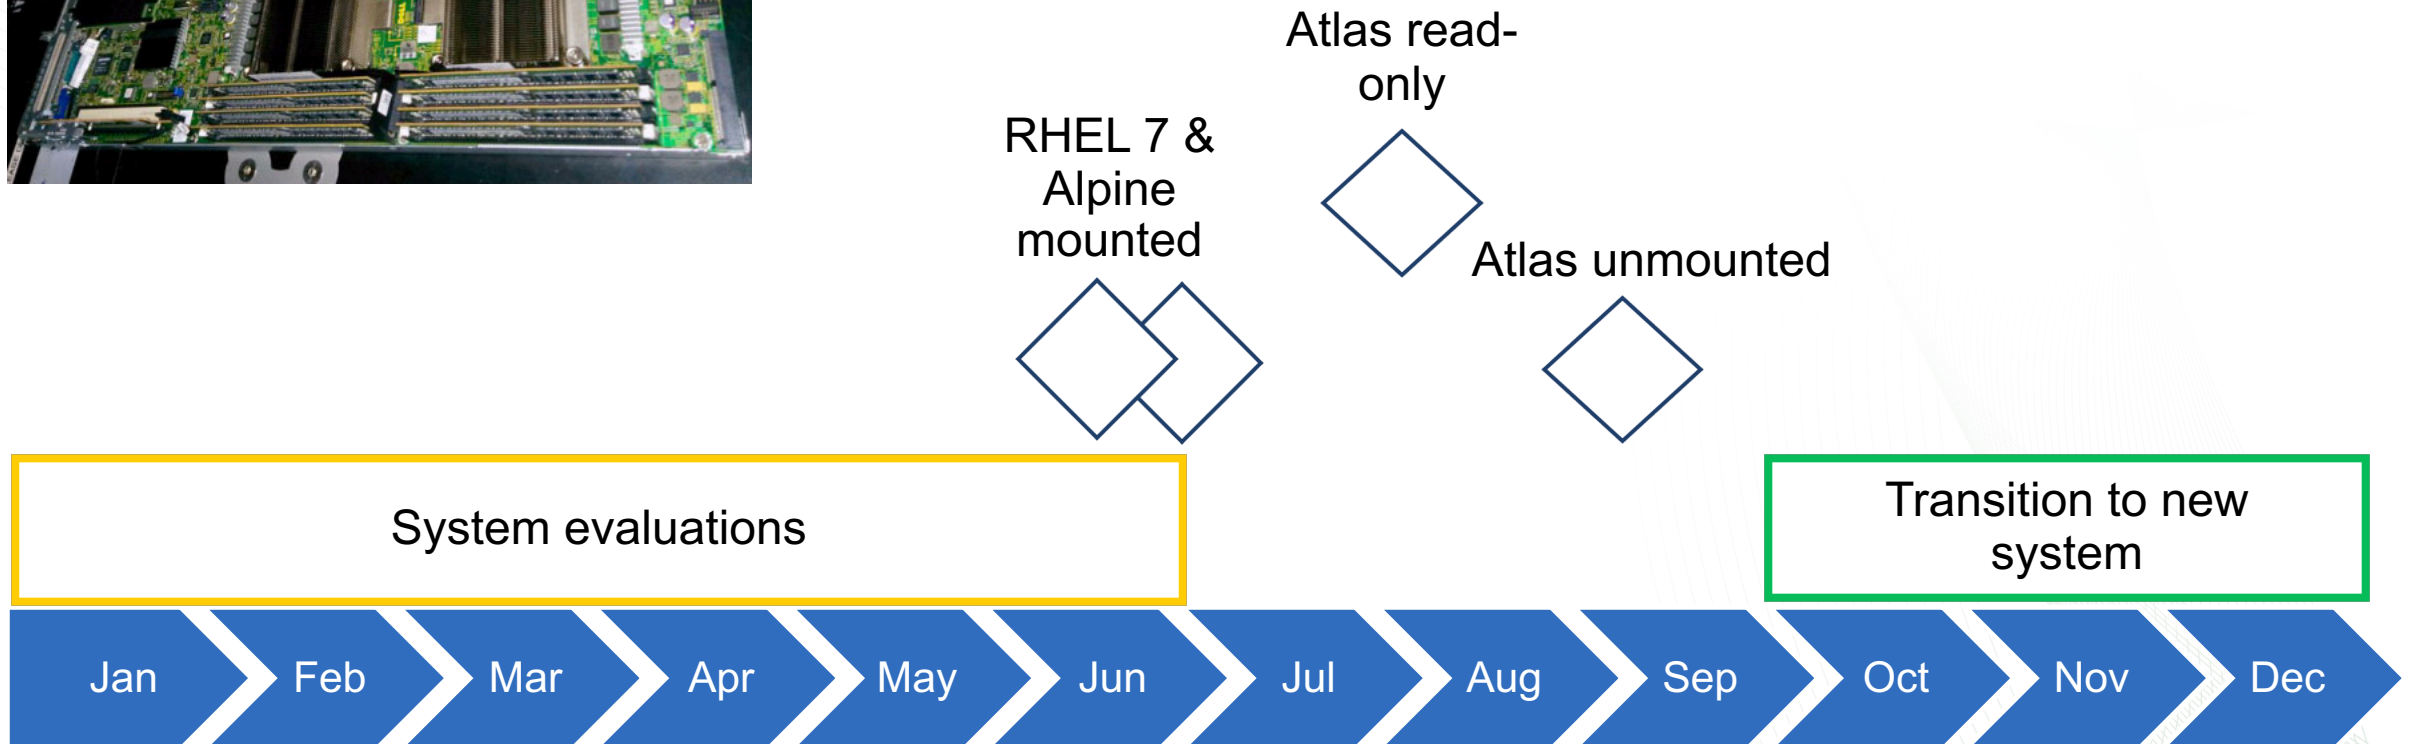 Atlas read-
only
RHEL 7 &
Alpine
mounted
Atlas unmounted
System evaluations
Transition to new
system
Jan
Feb
Mar
Apr
May
Jun
Jul
Aug
Sep
Oct
Nov
Dec